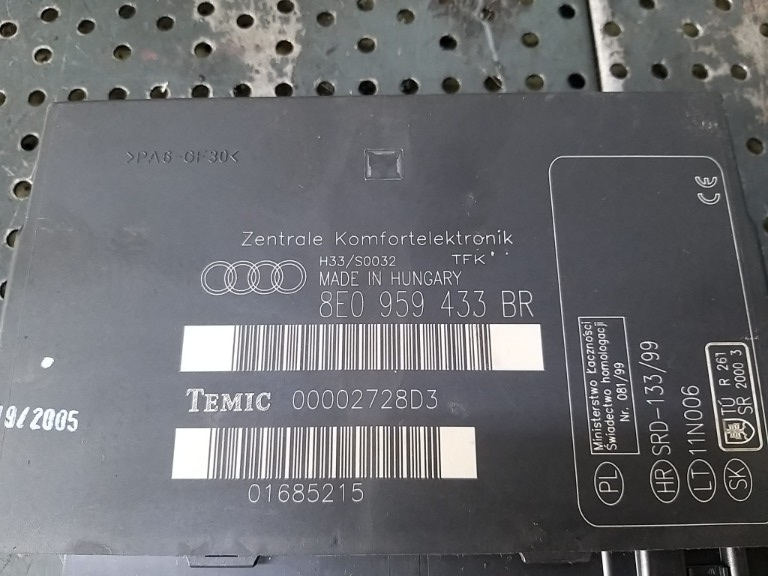 >PA6-GF30<
Zentrale Komfortelektronik
H33/S0032 TFK
MADE IN HUNGARY
8E0 959 433 BR
TEMIC 00002728D3
01685215
9/2005
CE
Ministerstwo Łączności
Świadectwo homologacji
Nr. 081/99
PL
HR SRD-133/99
LT 11N006
SK TÚ R 261
SR 2000 3